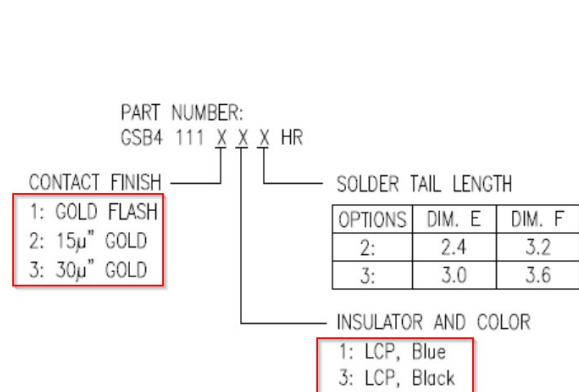 PART NUMBER:
GSB4 111 X X X HR
CONTACT FINISH
1: GOLD FLASH
2: 15µ" GOLD
3: 30µ" GOLD
SOLDER TAIL LENGTH
OPTIONS DIM. E DIM. F
2: 2.4 3.2
3: 3.0 3.6
INSULATOR AND COLOR
1: LCP, Blue
3: LCP, Black